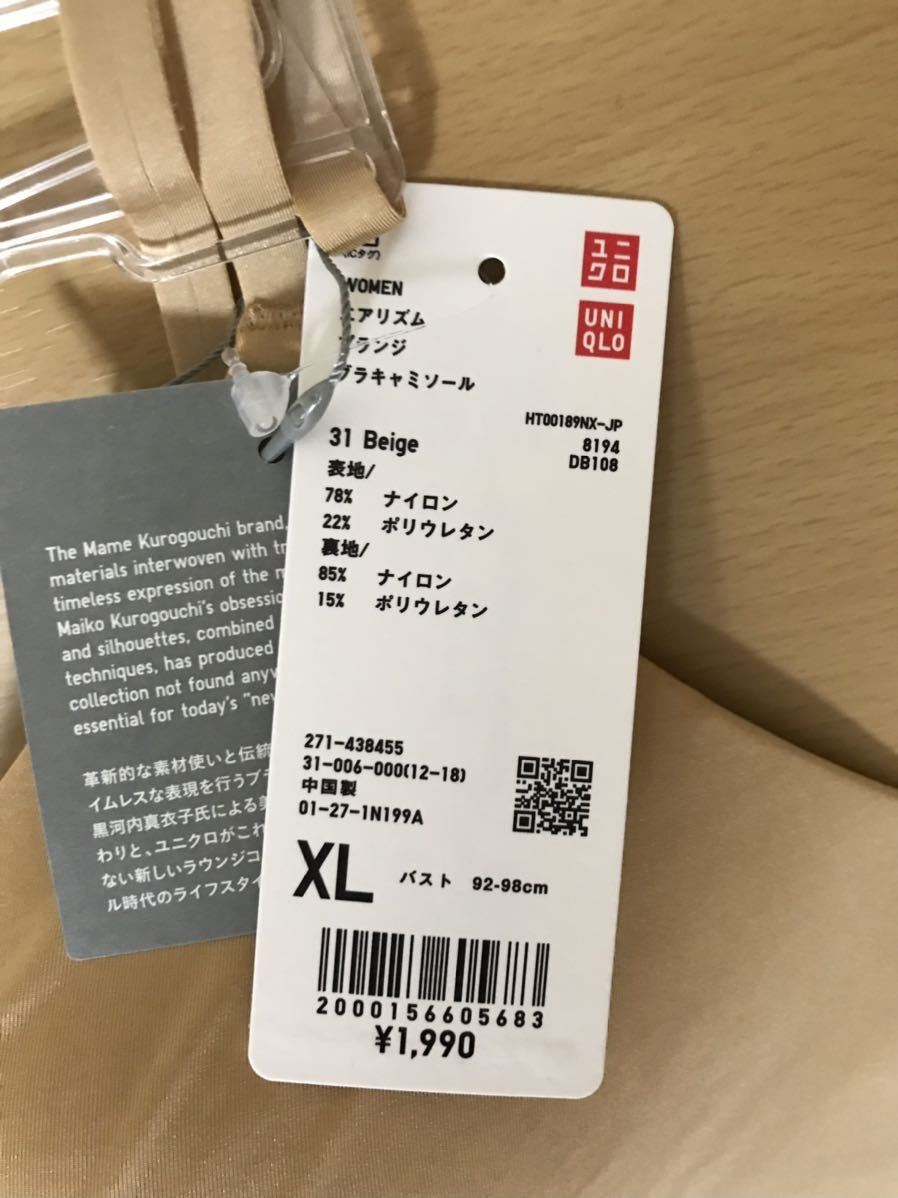 (ICタグ)
WOMEN
エアリズム
プランジ
ブラキャミソール
ユニクロ
UNI
QLO
HT00189NX-JP
8194
DB108
31 Beige
表地/
78% ナイロン
22% ポリウレタン
裏地/
85% ナイロン
15% ポリウレタン
271-438455
31-006-000(12-18)
中国製
01-27-1N199A
XL バスト 92-98cm
2000156605683
¥1,990
The Mame Kurogouchi brand,
materials interwoven with
timeless expression of the
Maiko Kurogouchi's
and silhouettes, combined
techniques, has produced
collection not found
essential for today's
革新的な素材使いと伝統
イムレスな表現を行うブラ
黒河内真衣子氏による美
わりと、ユニクロがこれ
ない新しいラウンジコ
ル時代のライフスタイ